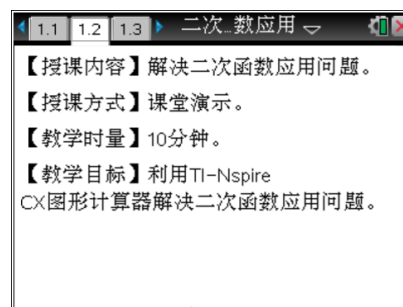 1.1 1.2 1.3 二次…数应用
【授课内容】解决二次函数应用问题。
【授课方式】课堂演示。
【教学时量】10分钟。
【教学目标】利用TI-Nspire
CX图形计算器解决二次函数应用问题。